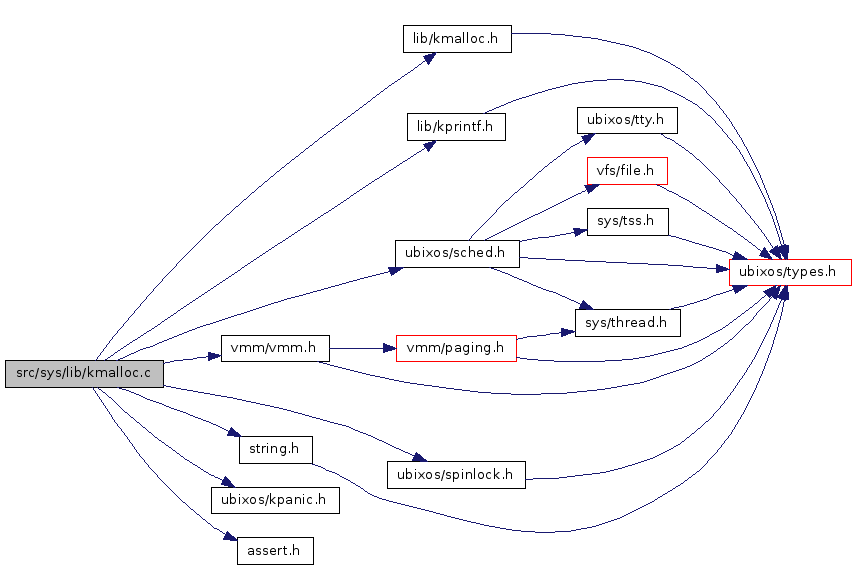 lib/kmalloc.h
lib/kprintf.h
ubixos/tty.h
vfs/file.h
sys/tss.h
ubixos/sched.h
ubixos/types.h
sys/thread.h
vmm/vmm.h
vmm/paging.h
src/sys/lib/kmalloc.c
string.h
ubixos/spinlock.h
ubixos/kpanic.h
assert.h